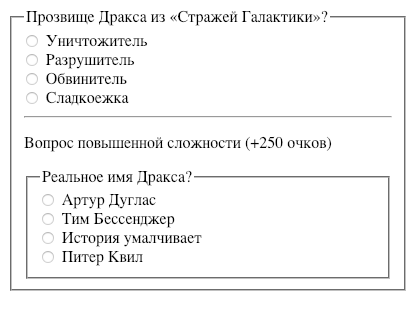 Прозвище Дракса из «Стражей Галактики»?
Уничтожитель
Разрушитель
Обвинитель
Сладкоежка
Вопрос повышенной сложности (+250 очков)
Реальное имя Дракса?
Артур Дуглас
Тим Бессенджер
История умалчивает
Питер Квил